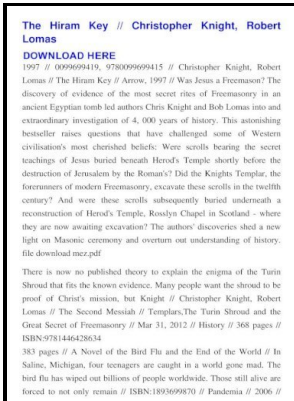 The Hiram Key // Christopher Knight, Robert
Lomas
DOWNLOAD HERE
1997 // 0099699419, 9780099699415 // Christopher Knight, Robert
Lomas // The Hiram Key // Arrow, 1997 // Was Jesus a Freemason? The
discovery of evidence of the most secret rites of Freemasonry in an
ancient Egyptian tomb led authors Chris Knight and Bob Lomas into and
extraordinary investigation of 4, 000 years of history. This astonishing
bestseller raises questions that have challenged some of Western
civilisation's most cherished beliefs: Were scrolls bearing the secret
teachings of Jesus buried beneath Herod's Temple shortly before the
destruction of Jerusalem by the Roman's? Did the Knights Templar, the
forerunners of modern Freemasonry, excavate these scrolls in the twelfth
century? And were these scrolls subsequently buried underneath a
reconstruction of Herod's Temple, Rosslyn Chapel in Scotland - where
they are now awaiting excavation? The authors' discoveries shed a new
light on Masonic ceremony and overturn out understanding of history.
file download mez.pdf
There is now no published theory to explain the enigma of the Turin
Shroud that fits the known evidence. Many people want the shroud to be
proof of Christ's mission, but Knight // Christopher Knight, Robert
Lomas // The Second Messiah // Templars,The Turin Shroud and the
Great Secret of Freemasonry // Mar 31, 2012 // History // 368 pages //
ISBN:9781446428634
383 pages // A Novel of the Bird Flu and the End of the World // In
Saline, Michigan, four teenagers are caught in a world gone mad. The
bird flu has wiped out billions of people worldwide. Those still alive are
forced to not only remain // ISBN:1893699870 // Pandemia // 2006 //